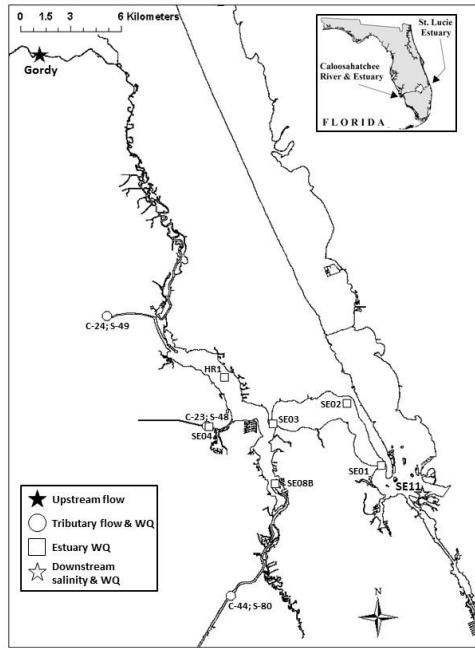 0 1.5 3 6 Kilometers
Gordy
St. Lucie
Estuary
Caloosahatchee
River & Estuary
FLORIDA
C-24; S-49
HR1
C-23; S-48
SE04
SE03
SE02
SE01
SE11
SE08B
C-44; S-80
Upstream flow
Tributary flow & WQ
Estuary WQ
Downstream
salinity & WQ
N